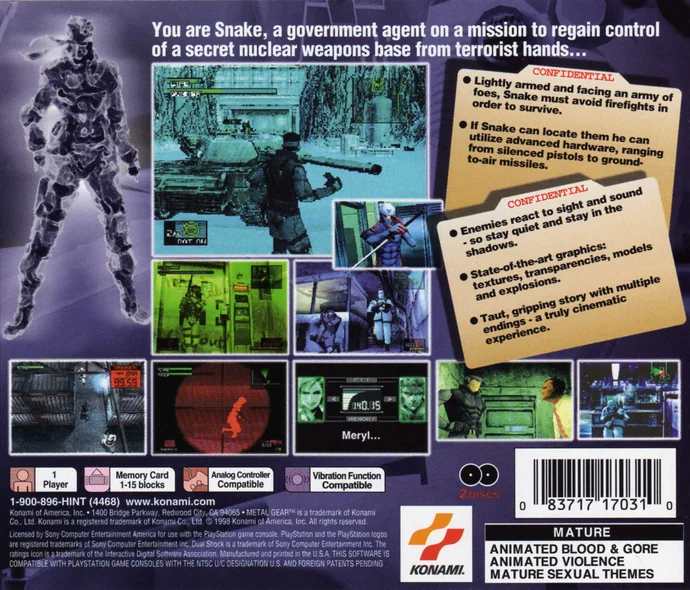 You are Snake, a government agent on a mission to regain control
of a secret nuclear weapons base from terrorist hands...
CONFIDENTIAL
● Lightly armed and facing an army of
foes, Snake must avoid firefights in
order to survive.
● If Snake can locate them he can
utilize advanced hardware, ranging
from silenced pistols to ground-
to-air missiles.
CONFIDENTIAL
● Enemies react to sight and sound
- so stay quiet and stay in the
shadows.
● State-of-the-art graphics:
textures, transparencies, models
and explosions.
● Taut, gripping story with multiple
endings - a truly cinematic
experience.
99.59
140.15
Meryl...
1
Player
Memory Card
1-15 blocks
Analog Controller
Compatible
Vibration Function
Compatible
2 DISCS
1-900-896-HINT (4468) www.konami.com
Konami of America, Inc. • 1400 Bridge Parkway, Redwood City, CA 94065 • METAL GEAR™ is a trademark of Konami
Co., Ltd. Konami is a registered trademark of Konami Co., Ltd. © 1998 Konami of America, Inc. All rights reserved.
Licensed by Sony Computer Entertainment America for use with the PlayStation game console. PlayStation and the PlayStation logos
are registered trademarks of Sony Computer Entertainment Inc. Dual Shock is a trademark of Sony Computer Entertainment Inc. The
ratings icon is a trademark of the Interactive Digital Software Association. Manufactured and printed in the U.S.A. THIS SOFTWARE IS
COMPATIBLE WITH PLAYSTATION GAME CONSOLES WITH THE NTSC U/C DESIGNATION U.S. AND FOREIGN PATENTS PENDING
KONAMI.
0 83717 17031 0
MATURE
ANIMATED BLOOD & GORE
ANIMATED VIOLENCE
MATURE SEXUAL THEMES